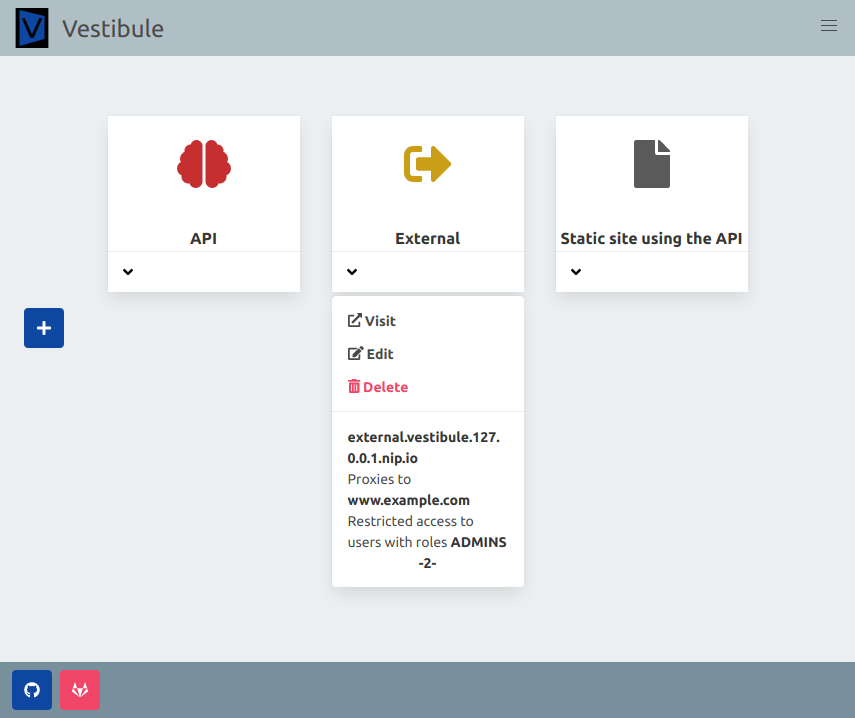 V Vestibule
API
External
Static site using the API
Visit
Edit
Delete
external.vestibule.127.
0.0.1.nip.io
Proxies to
www.example.com
Restricted access to
users with roles ADMINS
-2-